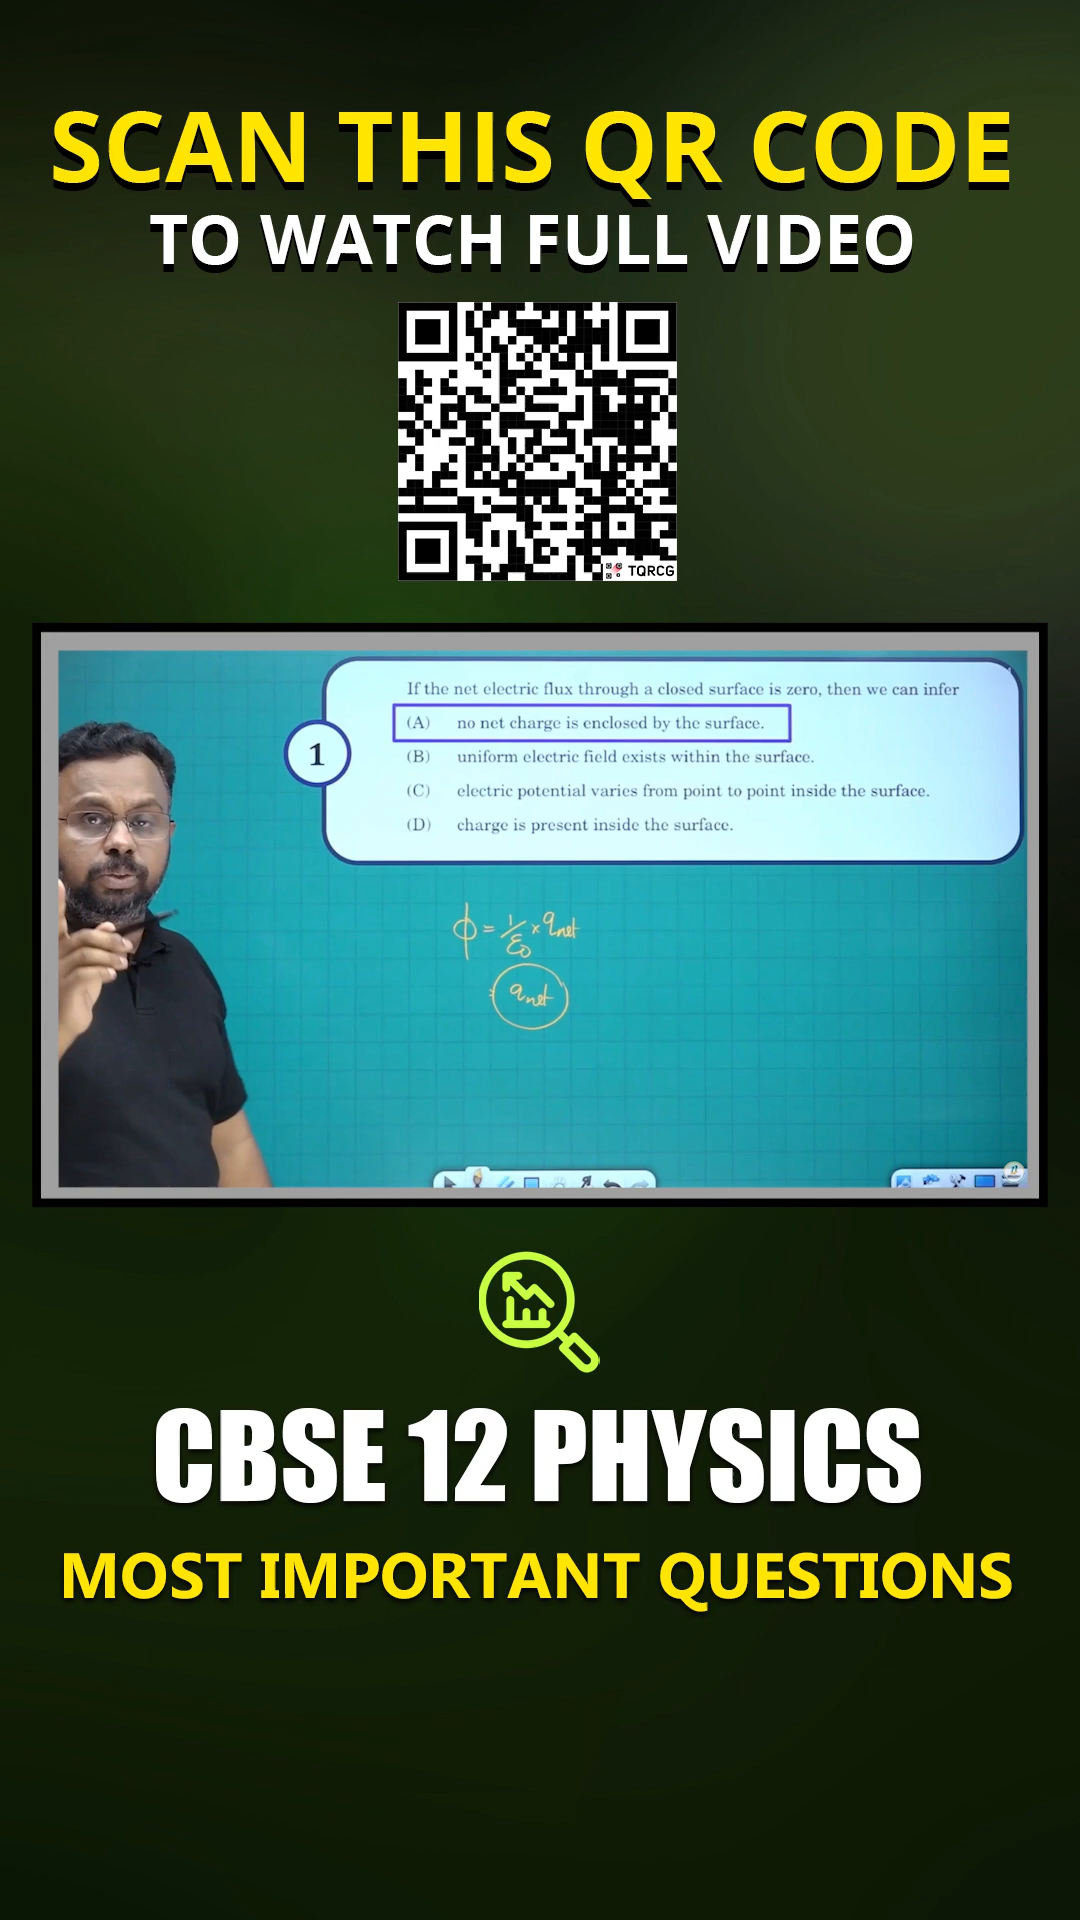 SCAN THIS QR CODE
TO WATCH FULL VIDEO
TQRCG
1
If the net electric flux through a closed surface is zero, then we can infer
(A) no net charge is enclosed by the surface.
(B) uniform electric field exists within the surface.
(C) electric potential varies from point to point inside the surface.
(D) charge is present inside the surface.
ϕ = 1/ε0 × qnet
qnet
CBSE 12 PHYSICS
MOST IMPORTANT QUESTIONS